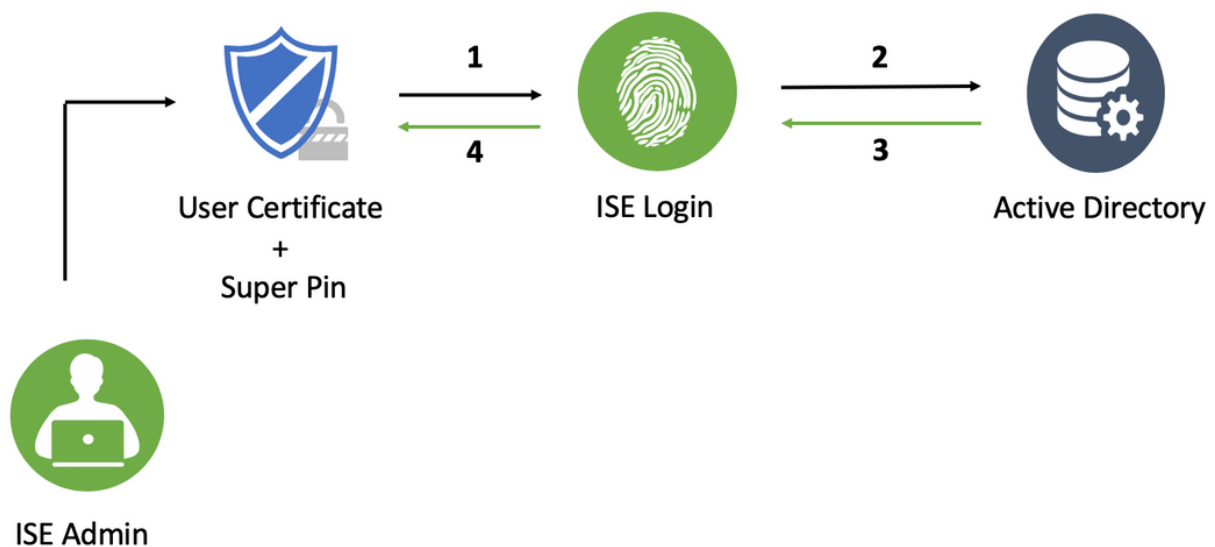 1
2
4
3
User Certificate
+
Super Pin
ISE Login
Active Directory
ISE Admin